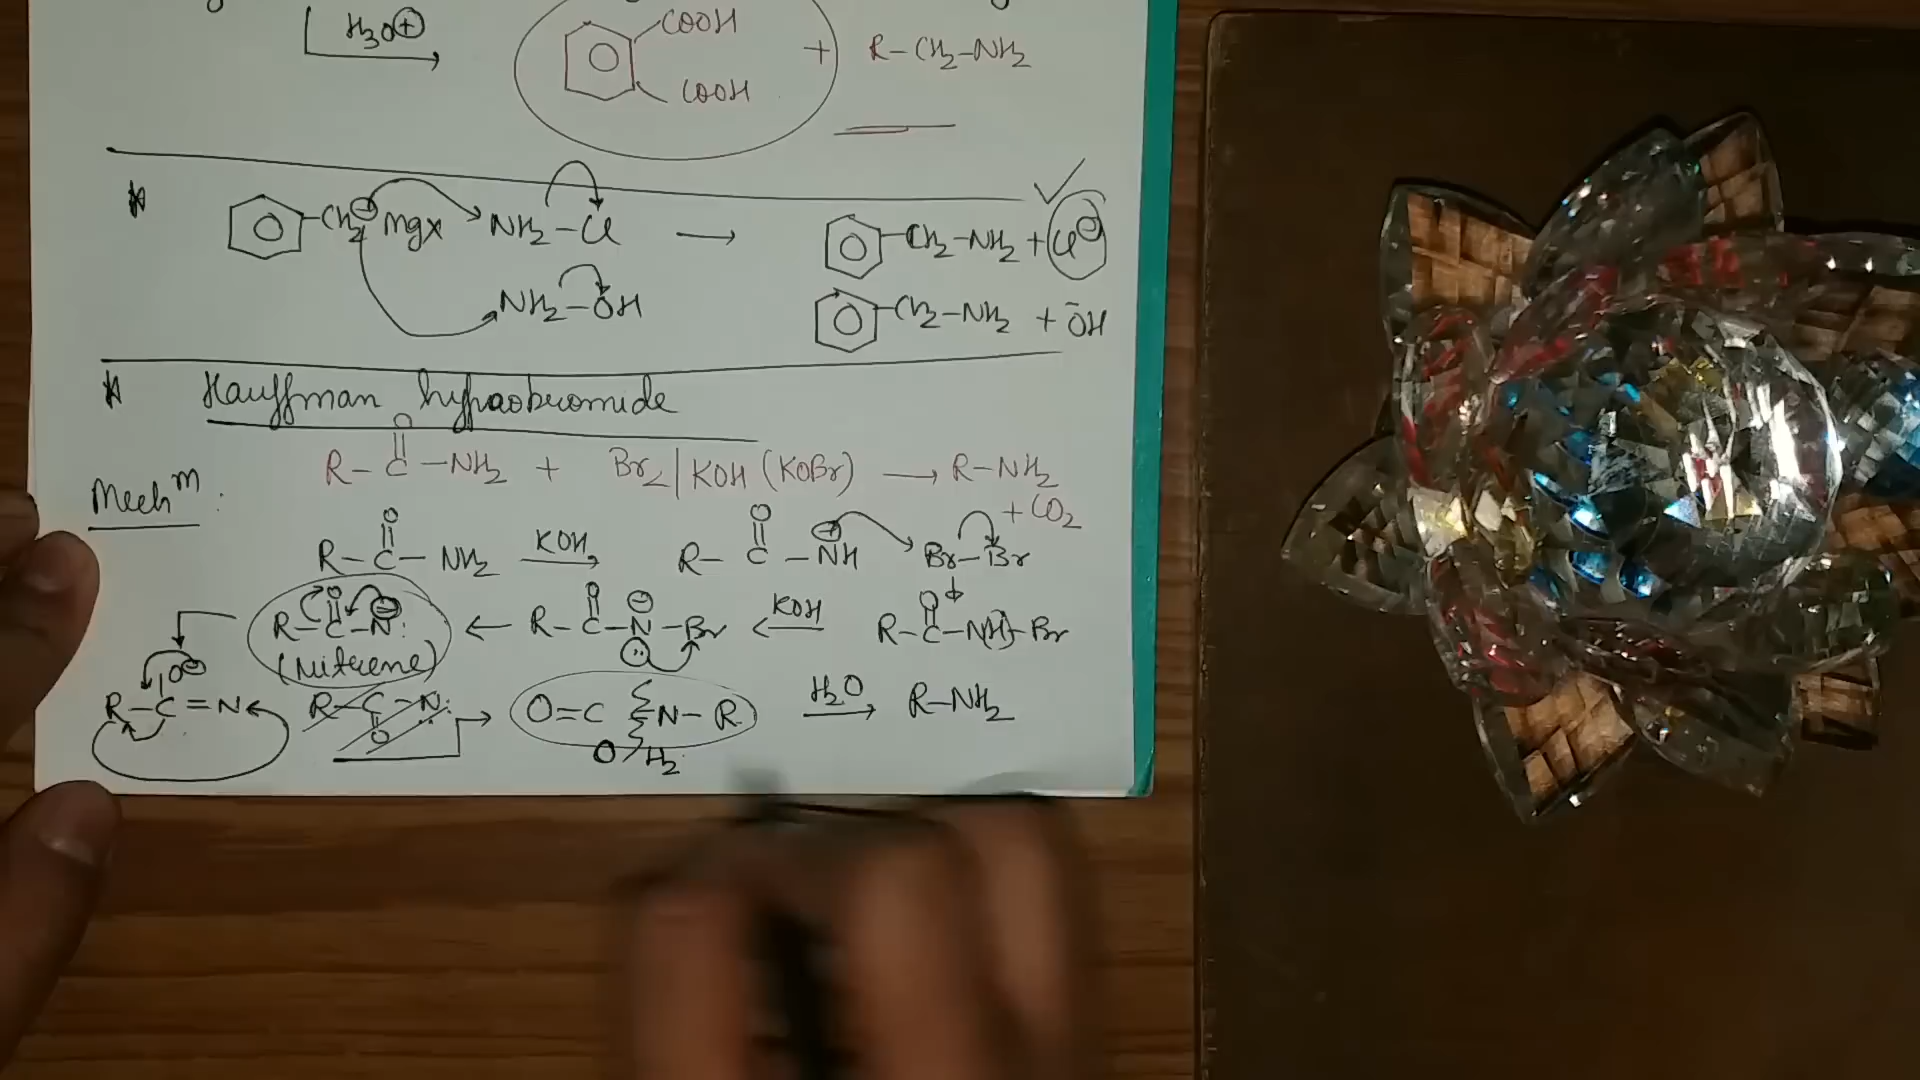 H3O⊕
COOH
COOH
+ R-CH2-NH2
CH2⊖ MgX NH2-Cl → CH2-NH2 + Cl⊖
NH2-OH CH2-NH2 + ŌH
Hauffman hypobromide
R-C-NH2 + Br2|KOH (KOBr) → R-NH2
O
+ CO2
Mechm:
O O
R-C-NH2 KOH→ R-C-NH⊖ Br-Br
O O ⊖ O
R-C-N: ← R-C-N-Br ←KOH R-C-NH-Br
(Nitrene)
O⊖
R-C=N R-C-N: → O=C N-R H2O→ R-NH2
O O H2